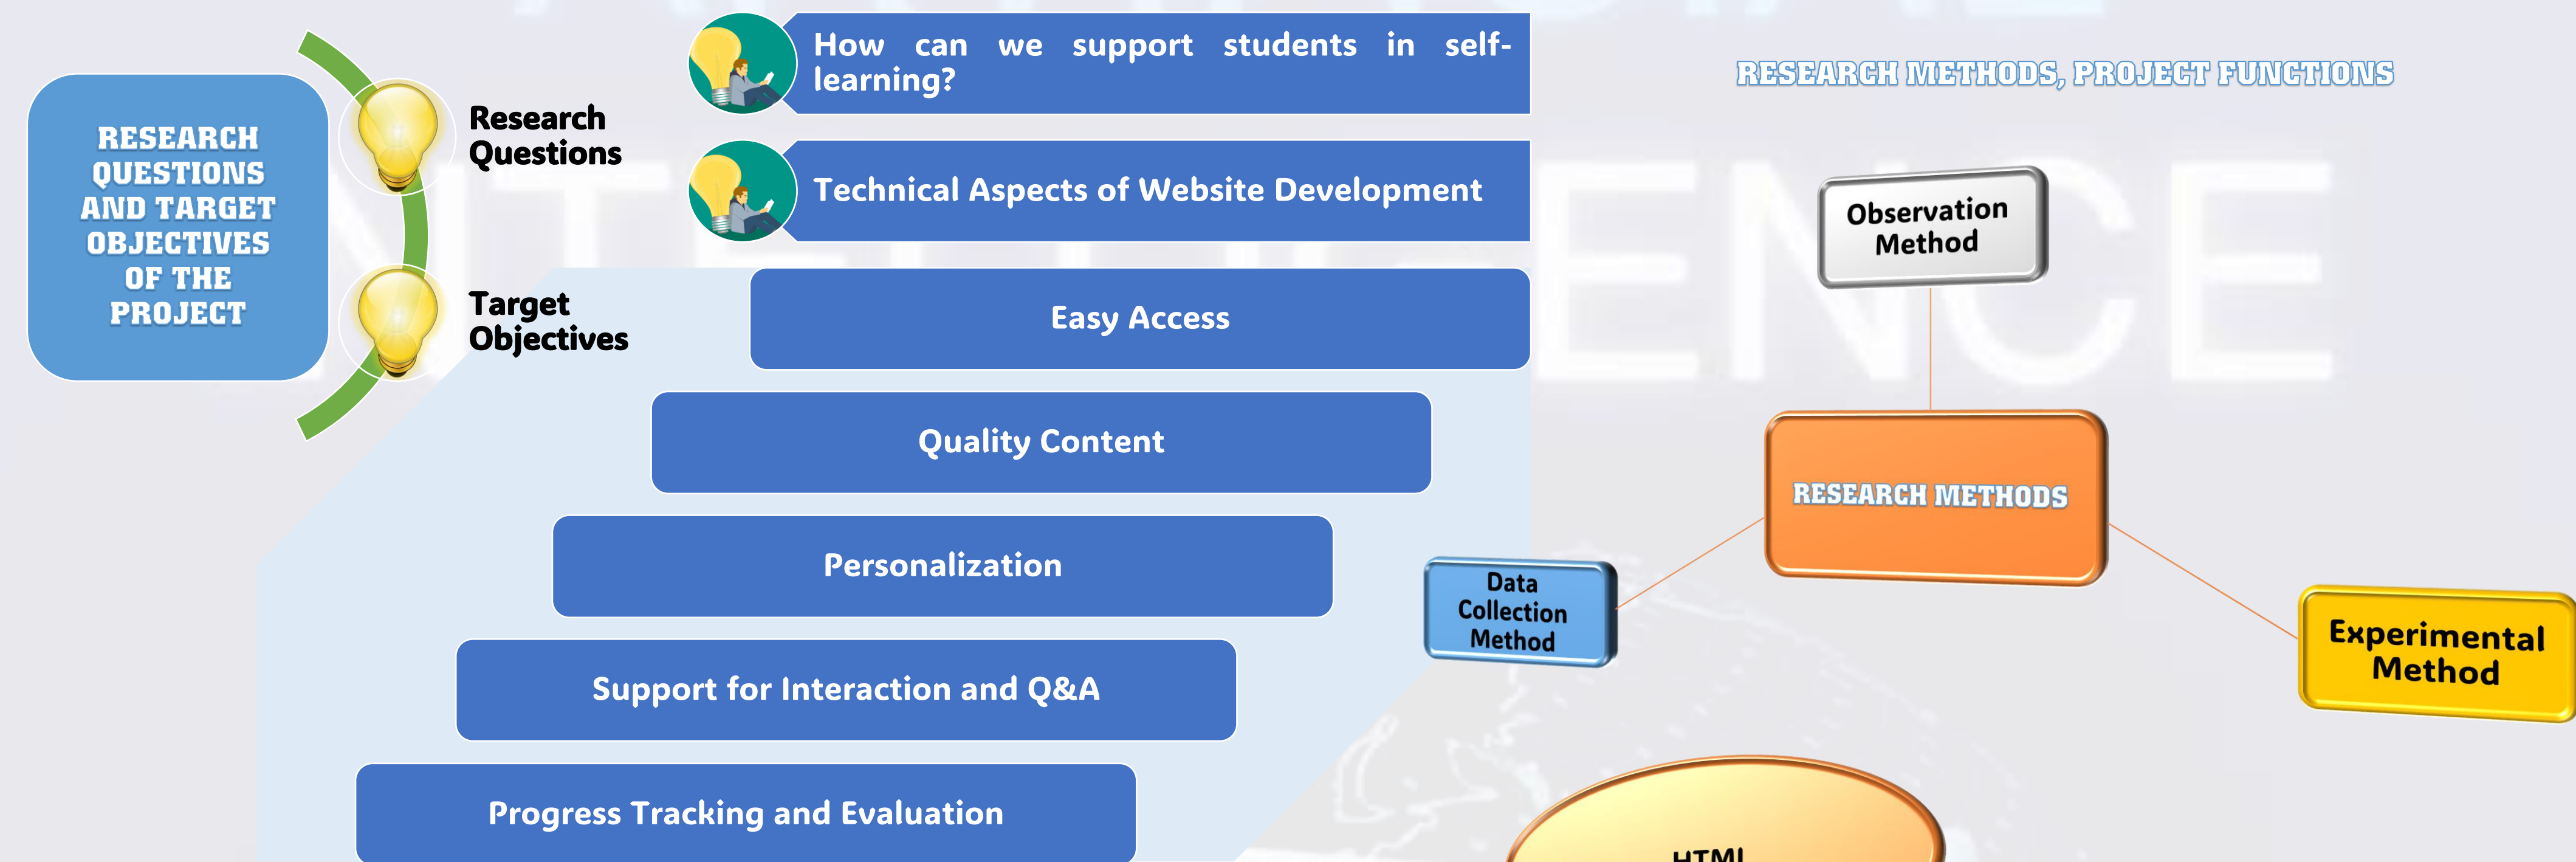 RESEARCH
QUESTIONS
AND TARGET
OBJECTIVES
OF THE
PROJECT
Research
Questions
How can we support students in self-
learning?
Technical Aspects of Website Development
Target
Objectives
Easy Access
Quality Content
Personalization
Support for Interaction and Q&A
Progress Tracking and Evaluation
RESEARCH METHODS, PROJECT FUNCTIONS
Observation
Method
RESEARCH METHODS
Data
Collection
Method
Experimental
Method
HTML